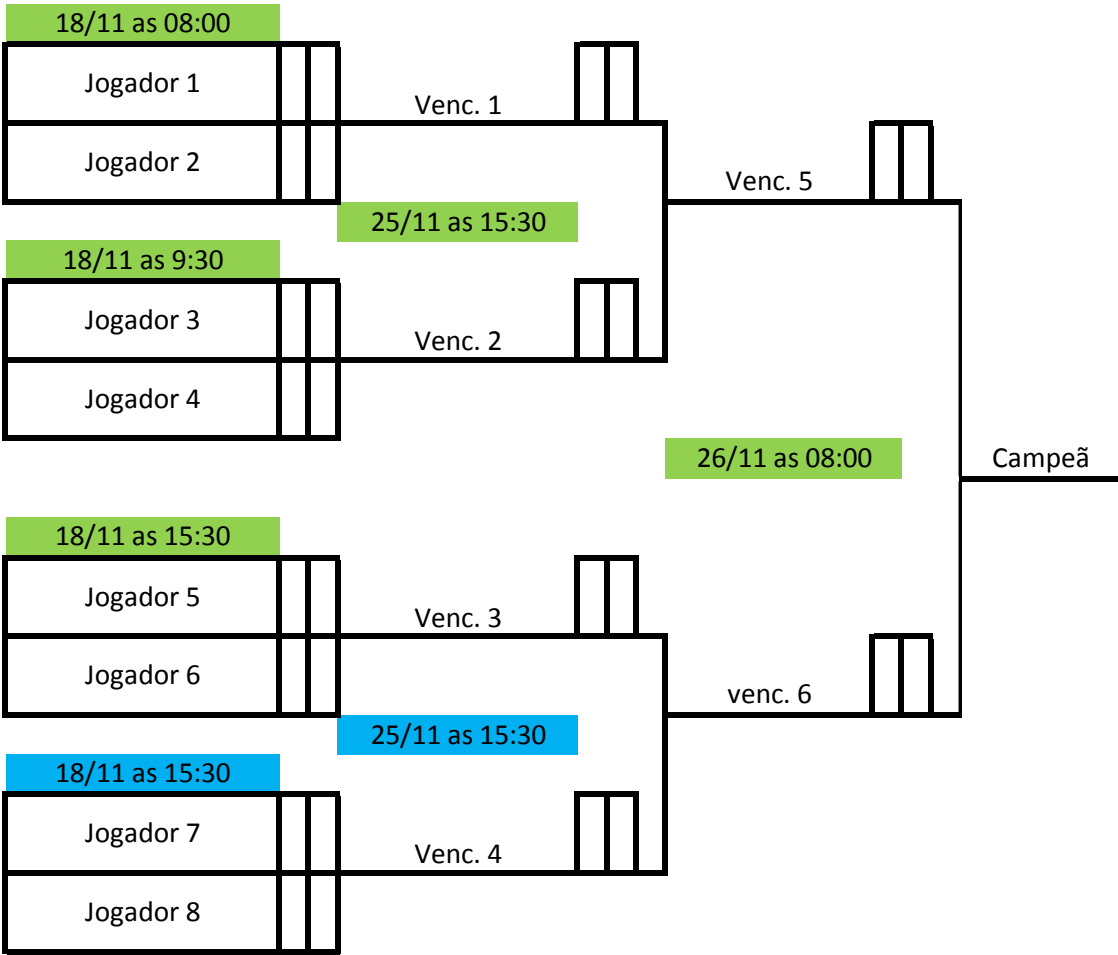 18/11 as 08:00
Jogador 1
Venc. 1
Jogador 2
Venc. 5
25/11 as 15:30
18/11 as 9:30
Jogador 3
Venc. 2
Jogador 4
26/11 as 08:00
Campeã
18/11 as 15:30
Jogador 5
Venc. 3
Jogador 6
venc. 6
25/11 as 15:30
18/11 as 15:30
Jogador 7
Venc. 4
Jogador 8